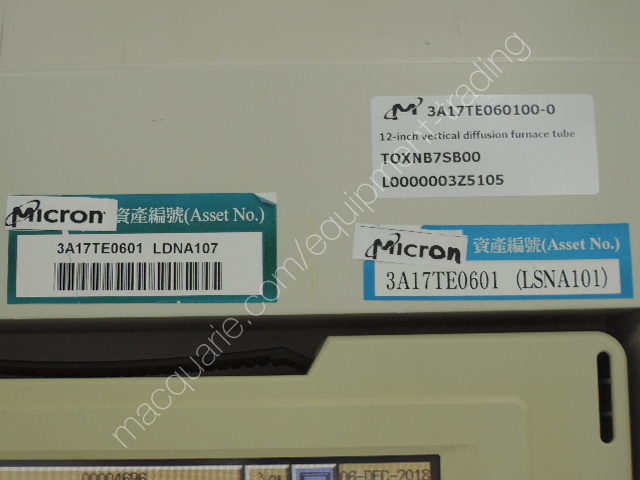 3A17TE060100-0
12-inch vertical diffusion furnace tube
TOXNB7SB00
L0000003Z5105
Micron 資產編號(Asset No.)
3A17TE0601 LDNA107
Micron 資產編號(Asset No.)
3A17TE0601 (LSNA101)
macquarie.com/equipment-trading
00004696
06-DEC-2018